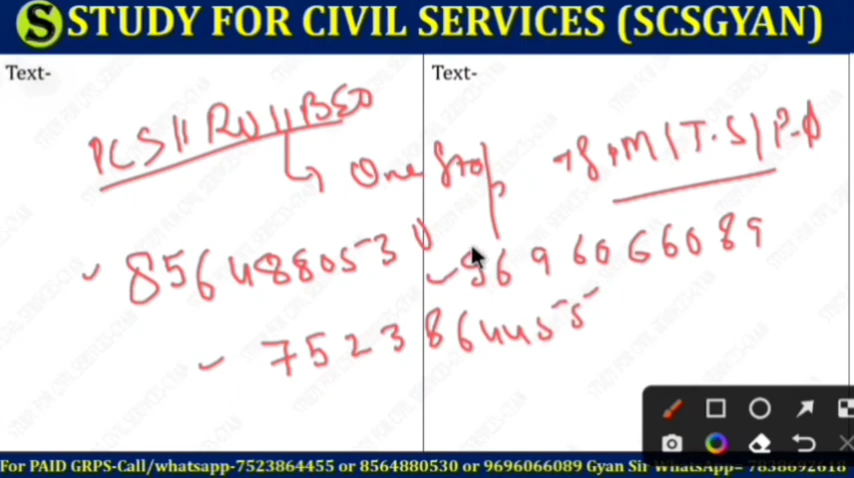 S STUDY FOR CIVIL SERVICES (SCSGYAN)
Text- Text-
PCS || RO || BEO
One Stop
M | T.S | P.
8564880530 9696066089
7523864455
For PAID GRPS-Call/whatsapp-7523864455 or 8564880530 or 9696066089 Gyan Sir WhatsApp= 7838692618